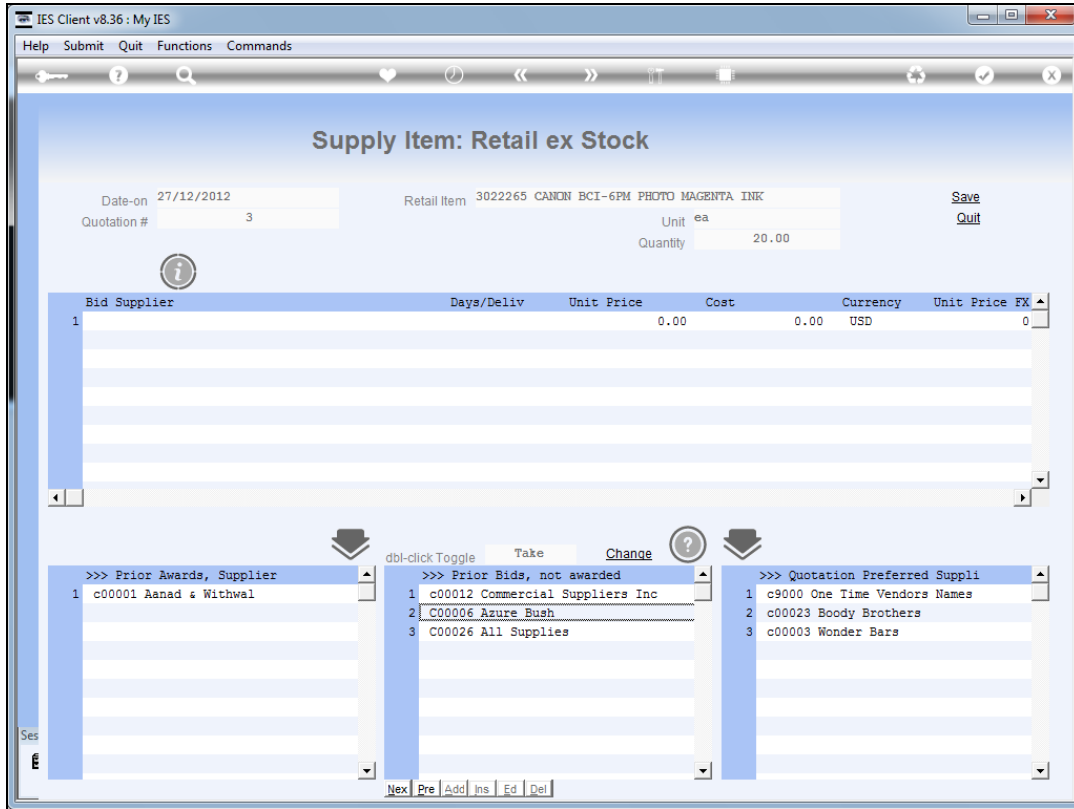 IES Client v8.36 : My IES
Help Submit Quit Functions Commands
Supply Item: Retail ex Stock
Date-on 27/12/2012 Retail Item 3022265 CANON BCI-6PM PHOTO MAGENTA INK Save
Quotation # 3 Unit ea Quit
Quantity 20.00
Bid Supplier Days/Deliv Unit Price Cost Currency Unit Price FX
1 0.00 0.00 USD 0
dbl-click Toggle Take Change
>>> Prior Awards, Supplier >>> Prior Bids, not awarded >>> Quotation Preferred Suppli
1 c00001 Aanad & Withwal 1 c00012 Commercial Suppliers Inc 1 c9000 One Time Vendors Names
2 C00006 Azure Bush 2 c00023 Boody Brothers
3 C00026 All Supplies 3 c00003 Wonder Bars
Ses
Nex Pre Add Ins Ed Del